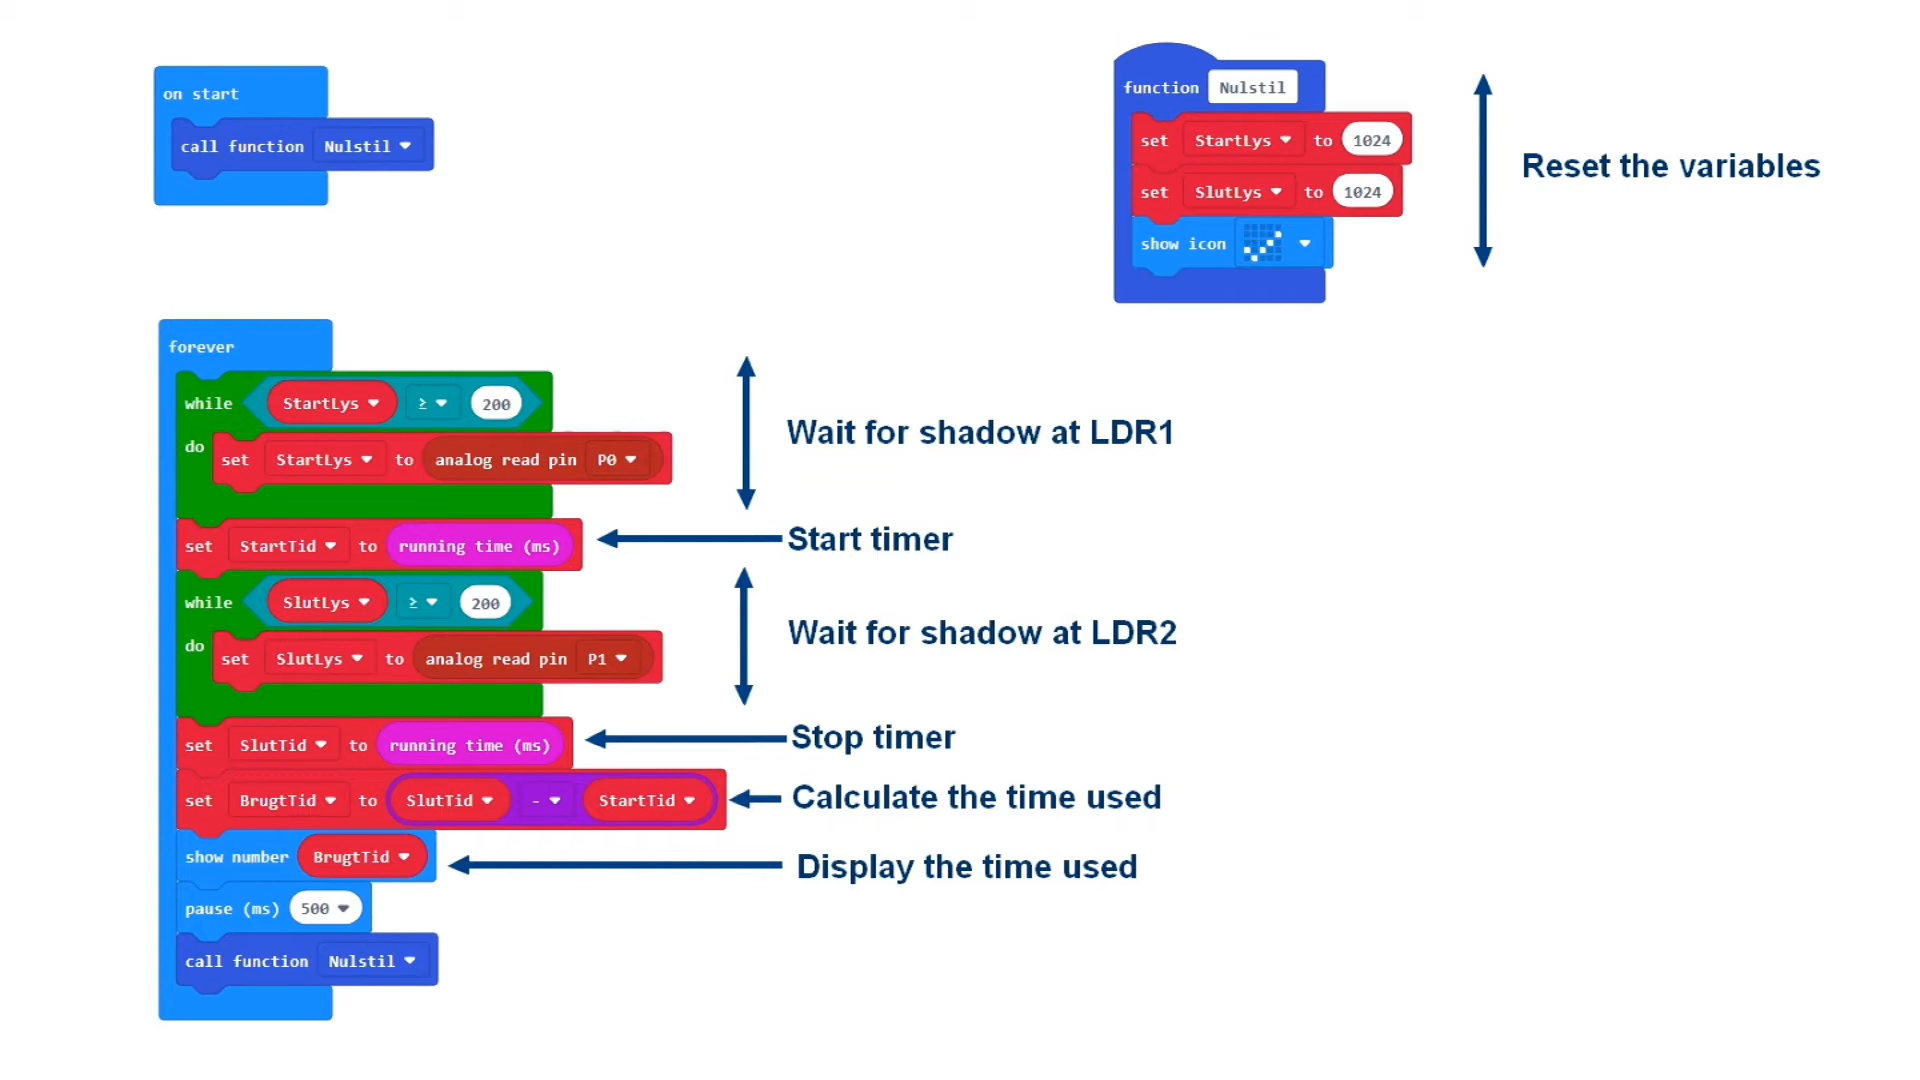 on start
call function Nulstil
function Nulstil
set StartLys to 1024
set SlutLys to 1024
show icon
Reset the variables
forever
while StartLys ≥ 200
do set StartLys to analog read pin P0
Wait for shadow at LDR1
set StartTid to running time (ms)
Start timer
while SlutLys ≥ 200
do set SlutLys to analog read pin P1
Wait for shadow at LDR2
set SlutTid to running time (ms)
Stop timer
set BrugtTid to SlutTid - StartTid
Calculate the time used
show number BrugtTid
Display the time used
pause (ms) 500
call function Nulstil